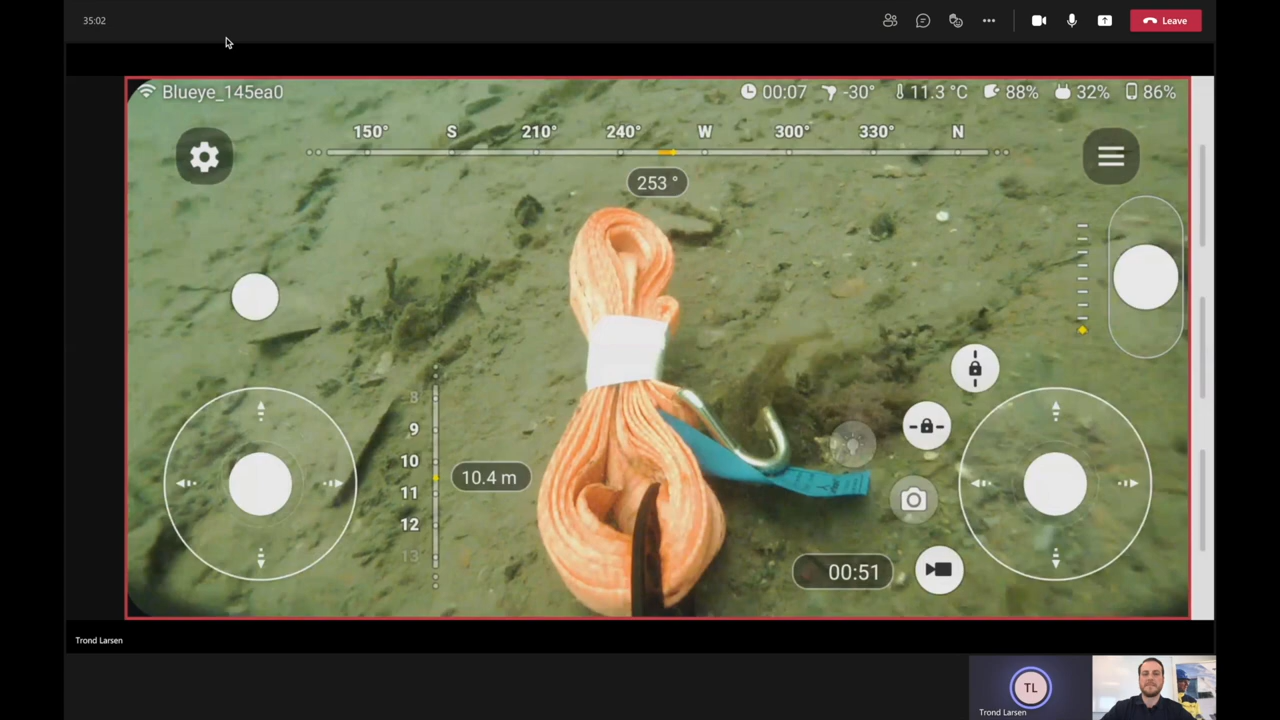 35:02
Leave
Blueye_145ea0
00:07
-30°
11.3 °C
88%
32%
86%
150°
S
210°
240°
W
300°
330°
N
253 °
8
9
10
11
12
13
10.4 m
00:51
Trond Larsen
TL
Trond Larsen